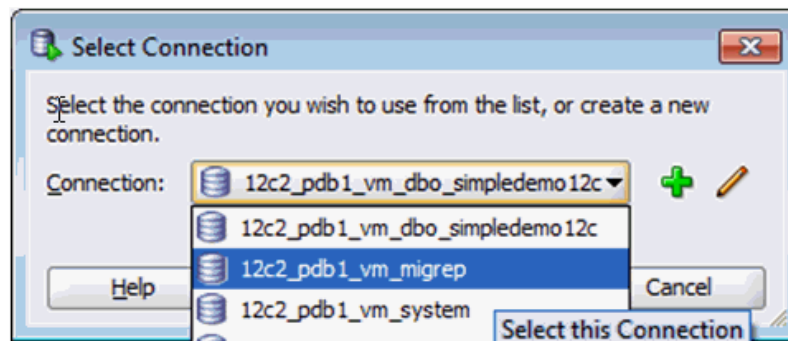 Select Connection
Select the connection you wish to use from the list, or create a new
connection.
Connection:
12c2_pdb1_vm_dbo_simpledemo12c
12c2_pdb1_vm_dbo_simpledemo12c
12c2_pdb1_vm_migrep
Help
Cancel
12c2_pdb1_vm_system
Select this Connection